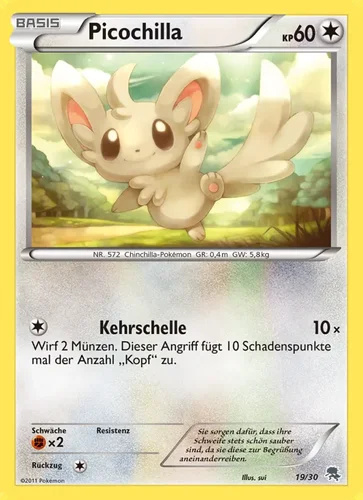 BASIS
Picochilla
KP60
NR. 572 Chinchilla-Pokémon GR: 0,4m GW: 5,8kg
Kehrschelle 10x
Wirf 2 Münzen. Dieser Angriff fügt 10 Schadenspunkte
mal der Anzahl „Kopf“ zu.
Schwäche Resistenz
×2
Rückzug
Sie sorgen dafür, dass ihre
Schweife stets schön sauber
sind, da sie diese zur Begrüßung
aneinanderreiben.
©2011 Pokémon
Illus. sui
19/30